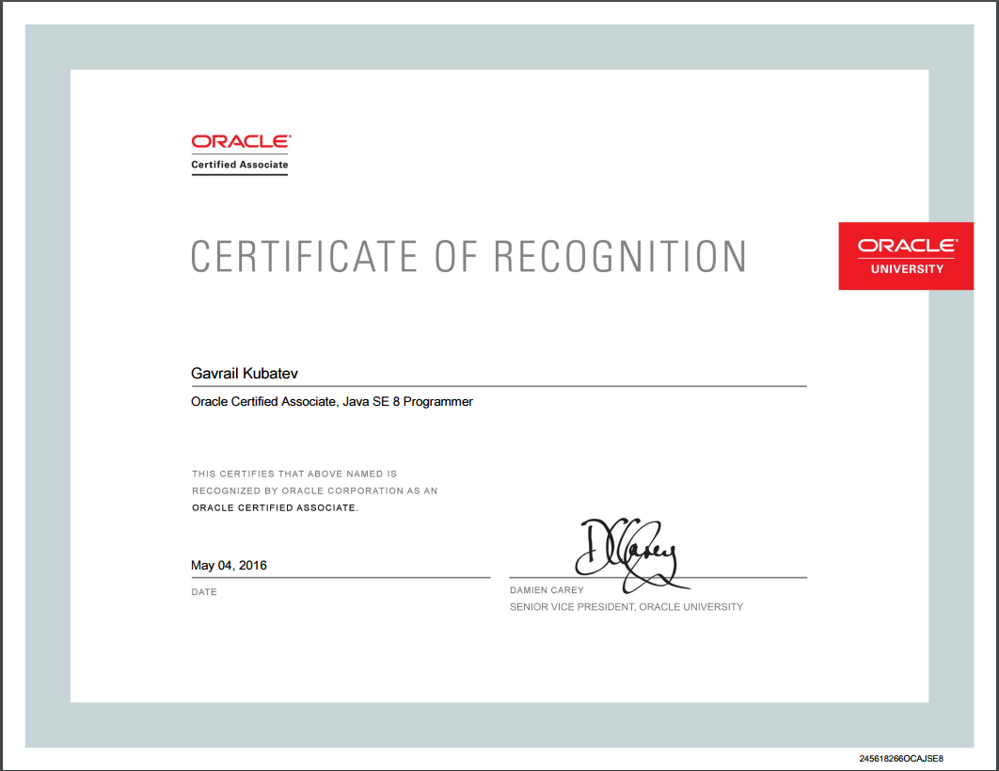 ORACLE®
Certified Associate
CERTIFICATE OF RECOGNITION
ORACLE®
UNIVERSITY
Gavrail Kubatev
Oracle Certified Associate, Java SE 8 Programmer
THIS CERTIFIES THAT ABOVE NAMED IS
RECOGNIZED BY ORACLE CORPORATION AS AN
ORACLE CERTIFIED ASSOCIATE.
May 04, 2016
DATE
DCarey
DAMIEN CAREY
SENIOR VICE PRESIDENT, ORACLE UNIVERSITY
245618266OCAJSE8